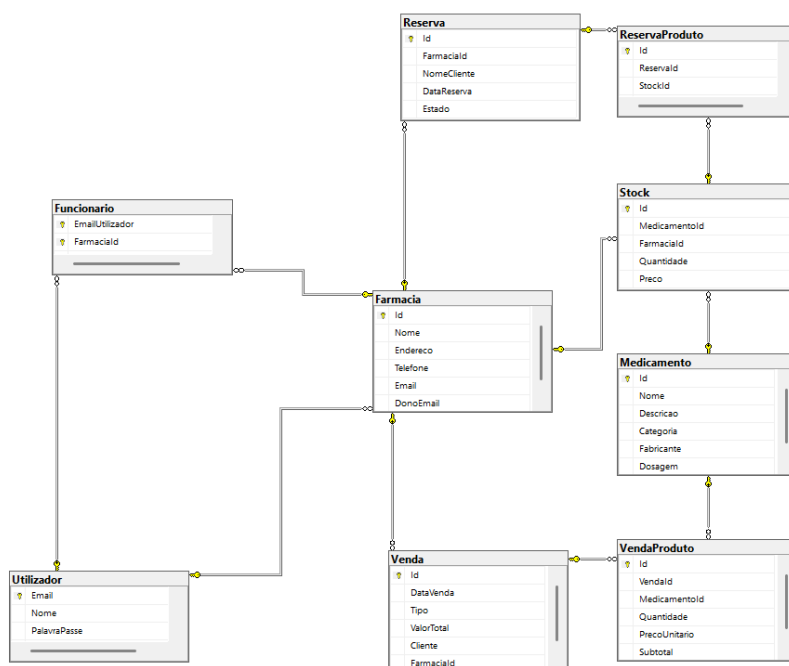 Reserva
Id
FarmaciaId
NomeCliente
DataReserva
Estado
ReservaProduto
Id
ReservaId
StockId
Funcionario
EmailUtilizador
FarmaciaId
Stock
Id
MedicamentoId
FarmaciaId
Quantidade
Preco
Farmacia
Id
Nome
Endereco
Telefone
Email
DonoEmail
Medicamento
Id
Nome
Descricao
Categoria
Fabricante
Dosagem
Utilizador
Email
Nome
PalavraPasse
Venda
Id
DataVenda
Tipo
ValorTotal
Cliente
FarmaciaId
VendaProduto
Id
VendaId
MedicamentoId
Quantidade
PrecoUnitario
Subtotal